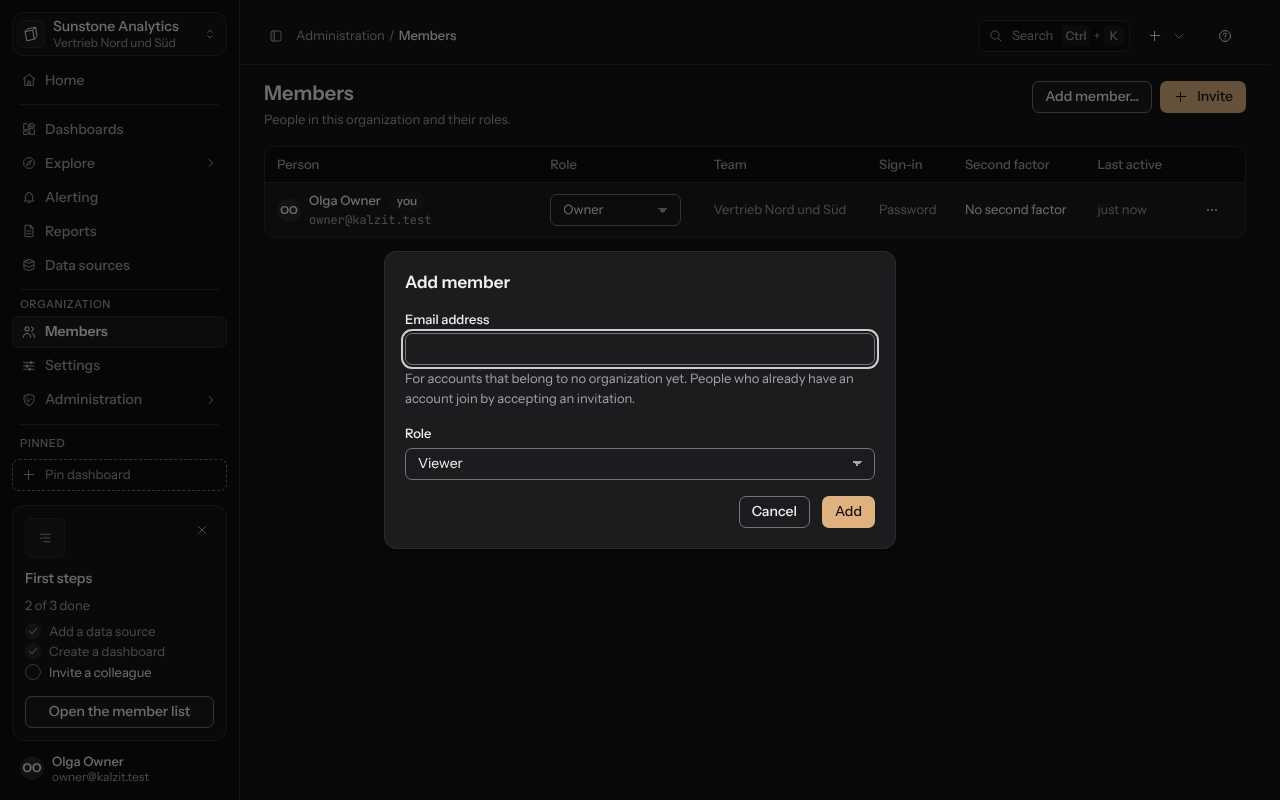 Sunstone Analytics
Vertrieb Nord und Süd
Home
Dashboards
Explore
Alerting
Reports
Data sources
ORGANIZATION
Members
Settings
Administration
PINNED
Pin dashboard
First steps
2 of 3 done
Add a data source
Create a dashboard
Invite a colleague
Open the member list
OO
Olga Owner
owner@kalzit.test
Administration / Members
Search Ctrl + K
Members
People in this organization and their roles.
Add member...
Invite
Person Role Team Sign-in Second factor Last active
OO Olga Owner you Owner Vertrieb Nord und Süd Password No second factor just now
owner@kalzit.test
Add member
Email address
For accounts that belong to no organization yet. People who already have an
account join by accepting an invitation.
Role
Viewer
Cancel Add